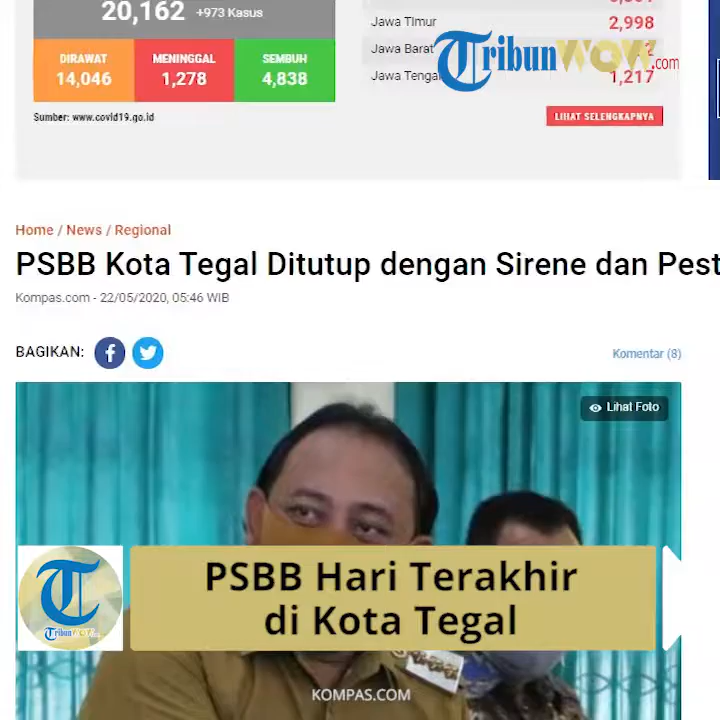 20,162 +973 Kasus
DIRAWAT
14,046
MENINGGAL
1,278
SEMBUH
4,838
Sumber: www.covid19.go.id
Jawa Timur 2,998
Jawa Barat
Jawa Tengah 1,217
TribunWOW.com
LIHAT SELENGKAPNYA
Home / News / Regional
PSBB Kota Tegal Ditutup dengan Sirene dan Pest
Kompas.com - 22/05/2020, 05:46 WIB
BAGIKAN:
Komentar (8)
Lihat Foto
PSBB Hari Terakhir
di Kota Tegal
TribunWOW.com
KOMPAS.COM